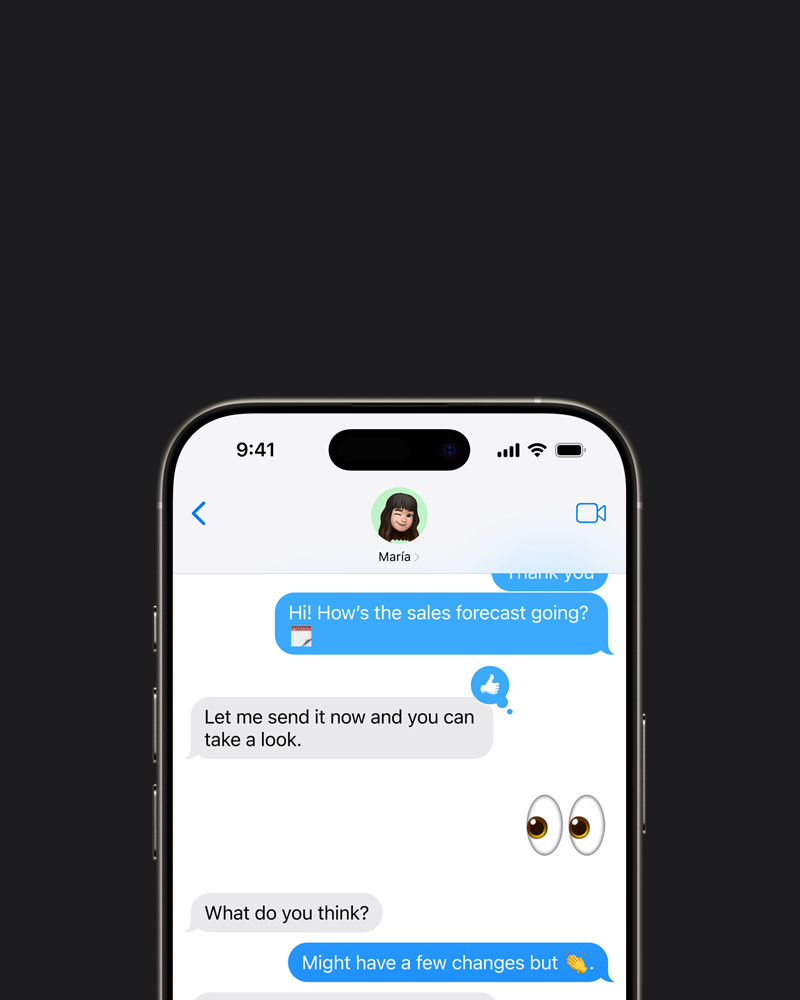 9:41
María
Thank you
Hi! How's the sales forecast going?
🗓️
Let me send it now and you can
take a look.
👀
What do you think?
Might have a few changes but 👏.